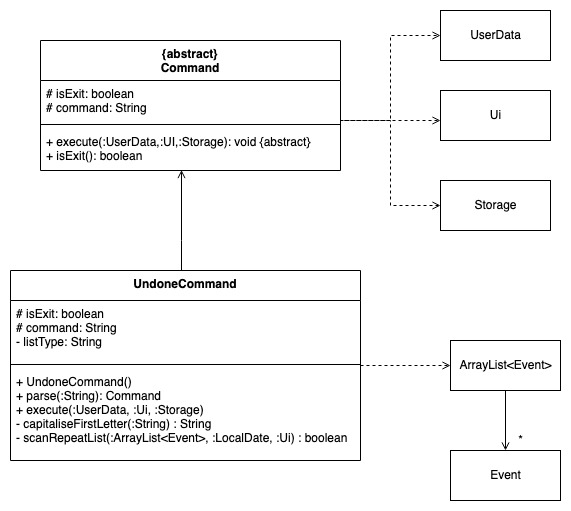 {abstract}
Command
# isExit: boolean
# command: String
+ execute(:UserData,:UI,:Storage): void {abstract}
+ isExit(): boolean
UserData
Ui
Storage
UndoneCommand
# isExit: boolean
# command: String
- listType: String
+ UndoneCommand()
+ parse(:String): Command
+ execute(:UserData, :Ui, :Storage)
- capitaliseFirstLetter(:String) : String
- scanRepeatList(:ArrayList<Event>, :LocalDate, :Ui) : boolean
ArrayList<Event>
*
Event